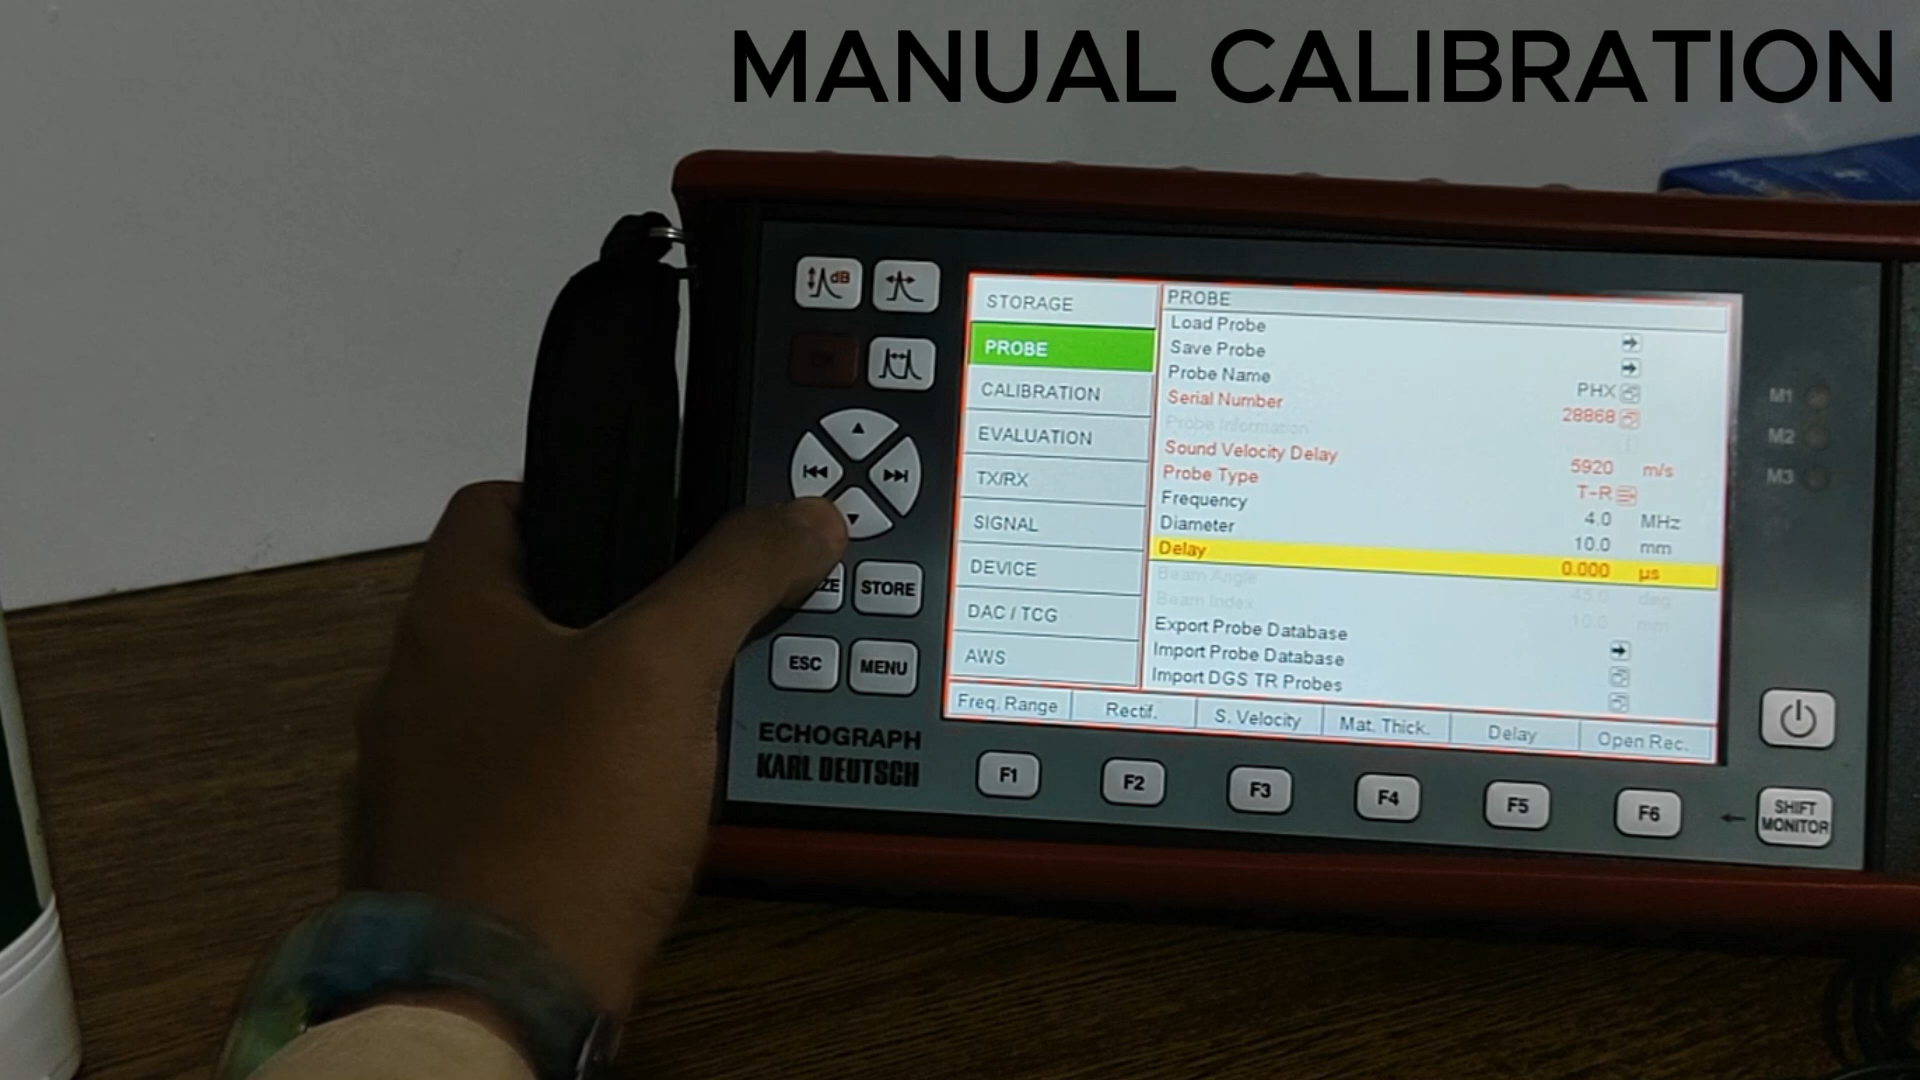 MANUAL CALIBRATION
dB
STORAGE
PROBE
CALIBRATION
EVALUATION
TX/RX
SIGNAL
DEVICE
DAC / TCG
AWS
PROBE
Load Probe
Save Probe
Probe Name PHX
Serial Number 28868
Probe Information
Sound Velocity Delay 5920 m/s
Probe Type T-R
Frequency 4.0 MHz
Diameter 10.0 mm
Delay 0.000 µs
Beam Angle 45.0 deg
Beam Index 10.0 mm
Export Probe Database
Import Probe Database
Import DGS TR Probes
Freq. Range Rectif. S. Velocity Mat. Thick. Delay Open Rec.
M1
M2
M3
ZE STORE
ESC MENU
ECHOGRAPH
KARL DEUTSCH
F1 F2 F3 F4 F5 F6
SHIFT
MONITOR